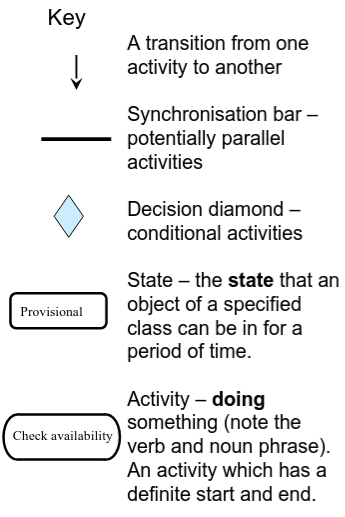 Key
A transition from one
activity to another
Synchronisation bar –
potentially parallel
activities
Decision diamond –
conditional activities
State – the state that an
object of a specified
class can be in for a
period of time.
Provisional
Activity – doing
something (note the
verb and noun phrase).
An activity which has a
definite start and end.
Check availability